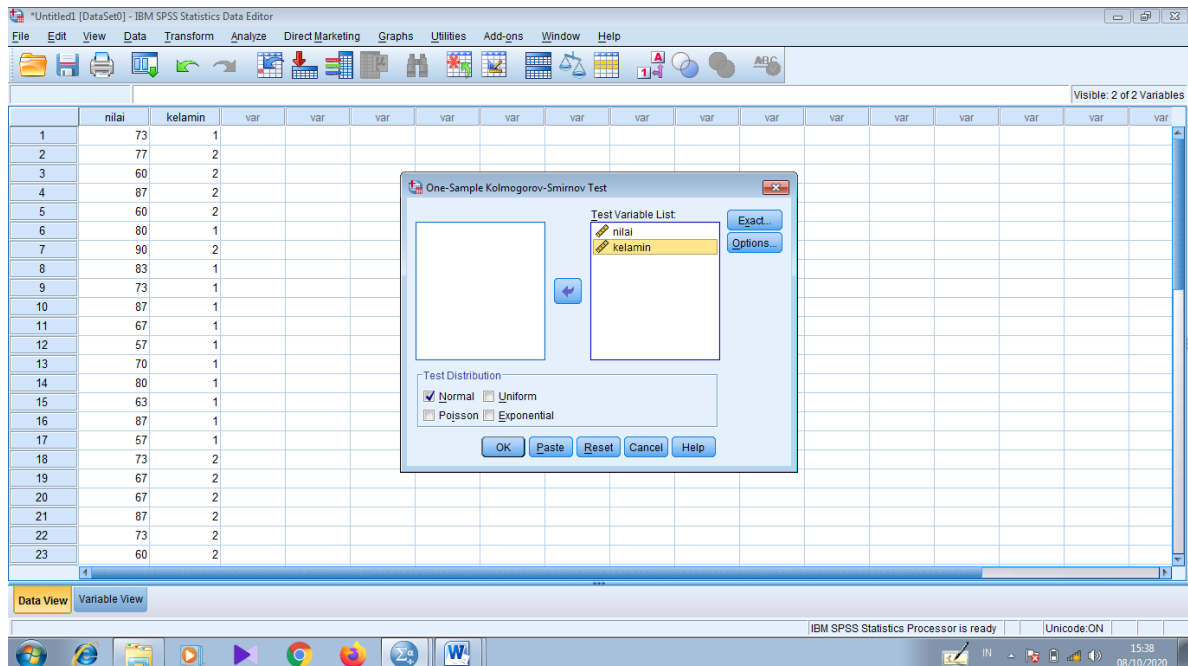 *Untitled1 [DataSet0] - IBM SPSS Statistics Data Editor
File Edit View Data Transform Analyze Direct Marketing Graphs Utilities Add-ons Window Help
Visible: 2 of 2 Variables
nilai kelamin var var var var var var var var var var var var var var var
1 73 1
2 77 2
3 60 2
4 87 2
5 60 2
6 80 1
7 90 2
8 83 1
9 73 1
10 87 1
11 67 1
12 57 1
13 70 1
14 80 1
15 63 1
16 87 1
17 57 1
18 73 2
19 67 2
20 67 2
21 87 2
22 73 2
23 60 2
One-Sample Kolmogorov-Smirnov Test
Test Variable List:
nilai
kelamin
Exact...
Options...
Test Distribution
Normal Uniform
Poisson Exponential
OK Paste Reset Cancel Help
Data View Variable View
IBM SPSS Statistics Processor is ready Unicode:ON
IN
15:38
08/10/2020